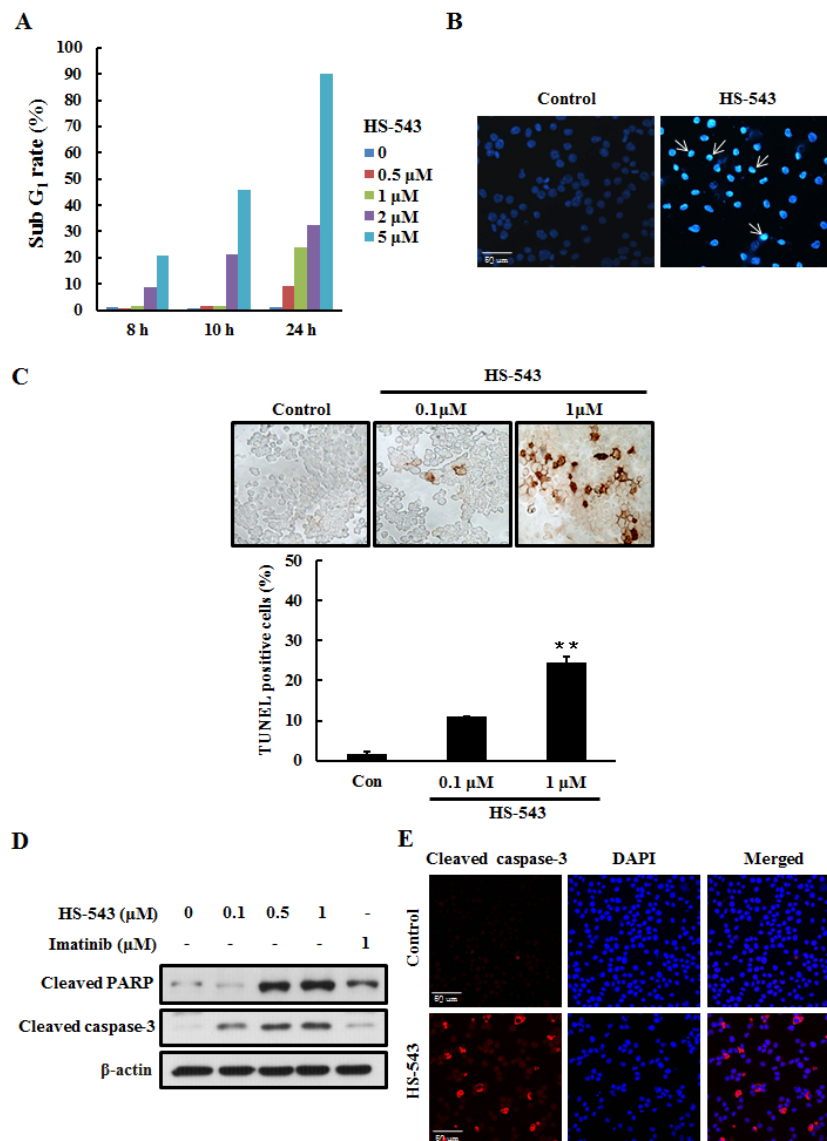 A
100
90
80
70
60
50
40
30
20
10
0
Sub G₁ rate (%)
8 h 10 h 24 h
HS-543
0
0.5 µM
1 µM
2 µM
5 µM
B
Control HS-543
50 um
C
HS-543
Control 0.1µM 1µM
50
40
30
20
10
0
TUNEL positive cells (%)
**
Con 0.1 µM 1 µM
HS-543
D
HS-543 (µM) 0 0.1 0.5 1 -
Imatinib (µM) - - - - 1
Cleaved PARP
Cleaved caspase-3
β-actin
E
Cleaved caspase-3 DAPI Merged
Control
50 um
HS-543
50 um